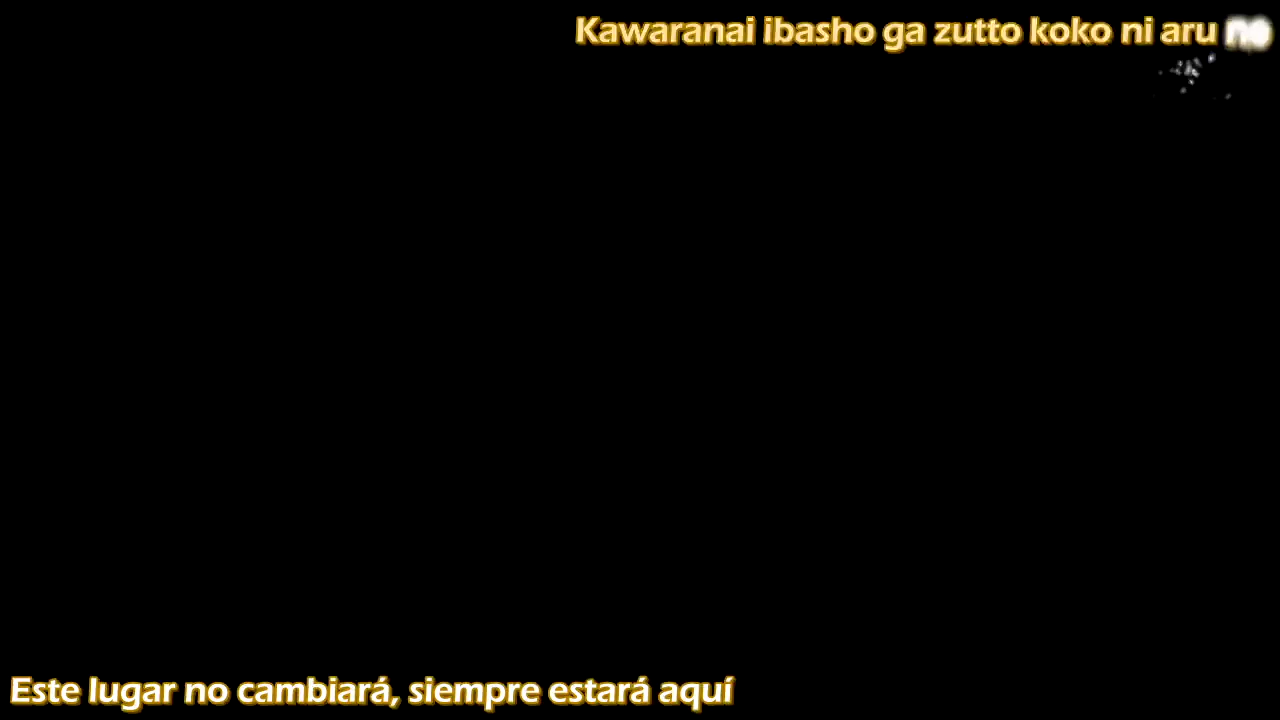 Kawaranai ibasho ga zutto koko ni aru no
Este lugar no cambiará, siempre estará aquí